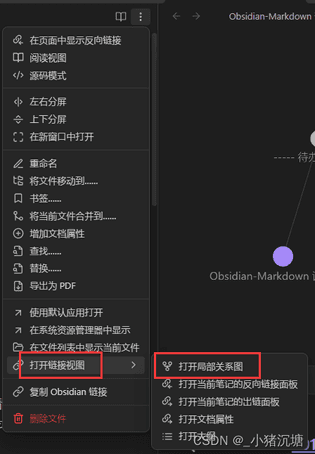 Obsidian-Markdown
在页面中显示反向链接
阅读视图
源码模式
左右分屏
上下分屏
在新窗口中打开
----- 待办
重命名
将文件移动到......
书签......
将当前文件合并到......
增加文档属性
Obsidian-Markdown
查找......
替换......
导出为 PDF
使用默认应用打开
在系统资源管理器中显示
在文件列表中显示当前文件
打开链接视图
复制 Obsidian 链接
删除文件
打开局部关系图
打开当前笔记的反向链接面板
打开当前笔记的出链面板
打开文档属性
打开大纲
CSDN @_小猪沉塘_